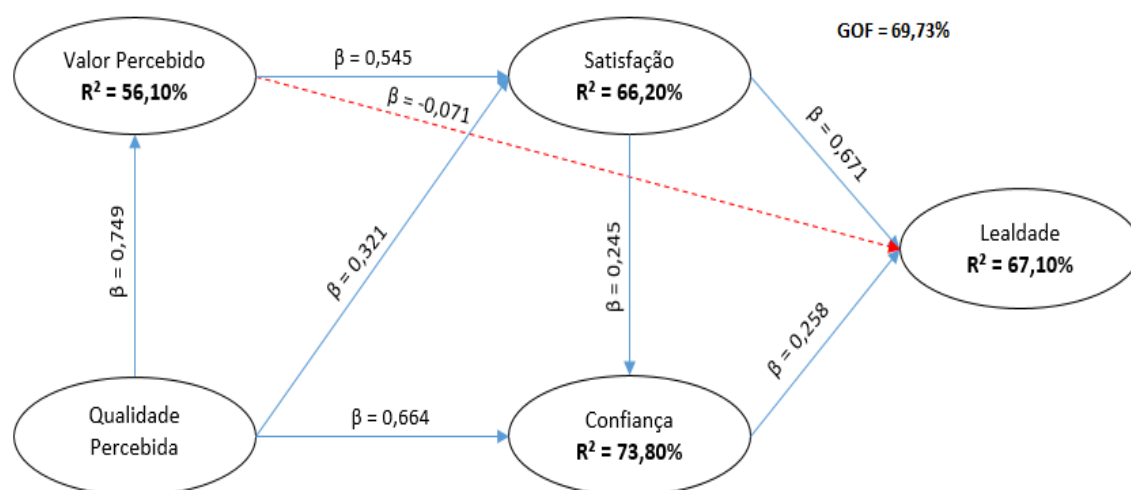 GOF = 69,73%
Valor Percebido
R² = 56,10%
β = 0,545
Satisfação
R² = 66,20%
β = -0,071
β = 0,671
β = 0,749
β = 0,321
β = 0,245
Lealdade
R² = 67,10%
β = 0,258
Qualidade
Percebida
β = 0,664
Confiança
R² = 73,80%